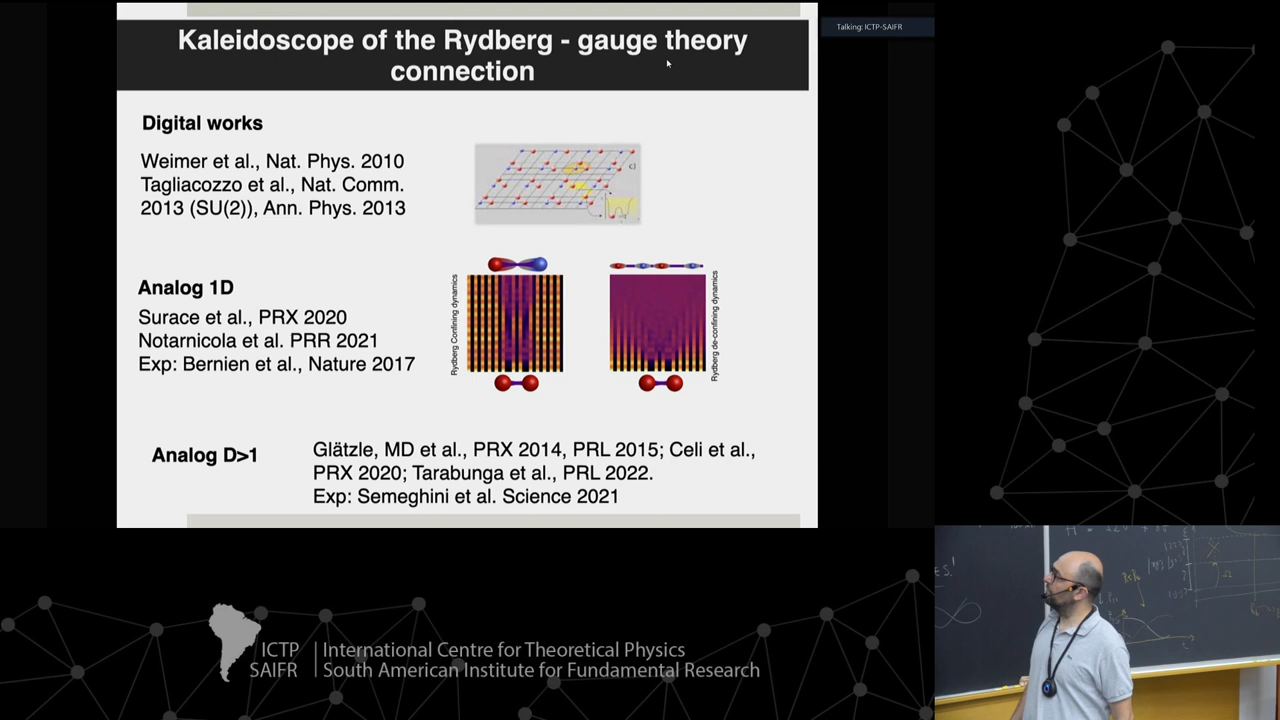 Kaleidoscope of the Rydberg - gauge theory
connection
Talking: ICTP-SAIFR
Digital works
Weimer et al., Nat. Phys. 2010
Tagliacozzo et al., Nat. Comm.
2013 (SU(2)), Ann. Phys. 2013
c)
Analog 1D
Surace et al., PRX 2020
Notarnicola et al. PRR 2021
Exp: Bernien et al., Nature 2017
Rydberg Confining dynamics
Rydberg de-confining dynamics
Analog D>1
Glätzle, MD et al., PRX 2014, PRL 2015; Celi et al.,
PRX 2020; Tarabunga et al., PRL 2022.
Exp: Semeghini et al. Science 2021
ICTP
SAIFR
International Centre for Theoretical Physics
South American Institute for Fundamental Research